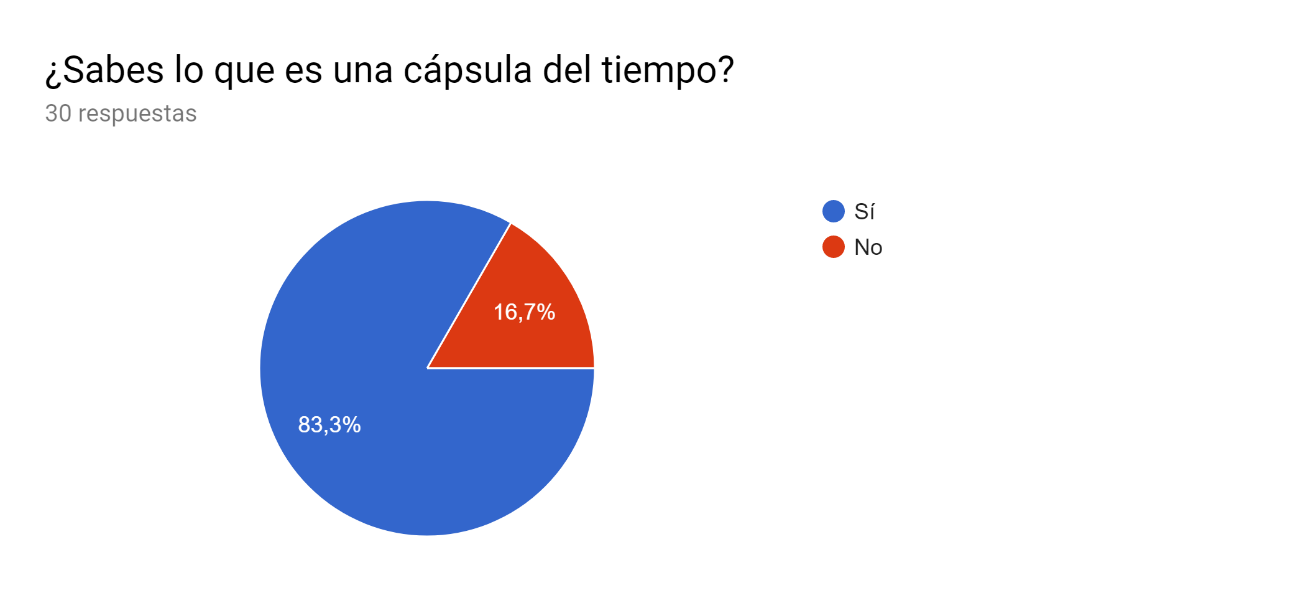 ¿Sabes lo que es una cápsula del tiempo?
30 respuestas
Sí
No
16,7%
83,3%